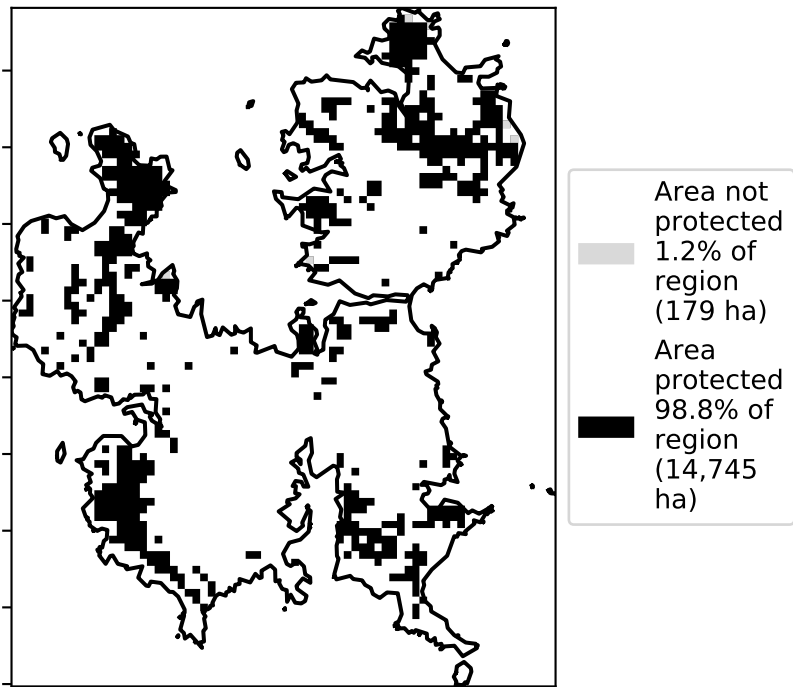 Area not
protected
1.2% of
region
(179 ha)
Area
protected
98.8% of
region
(14,745
ha)